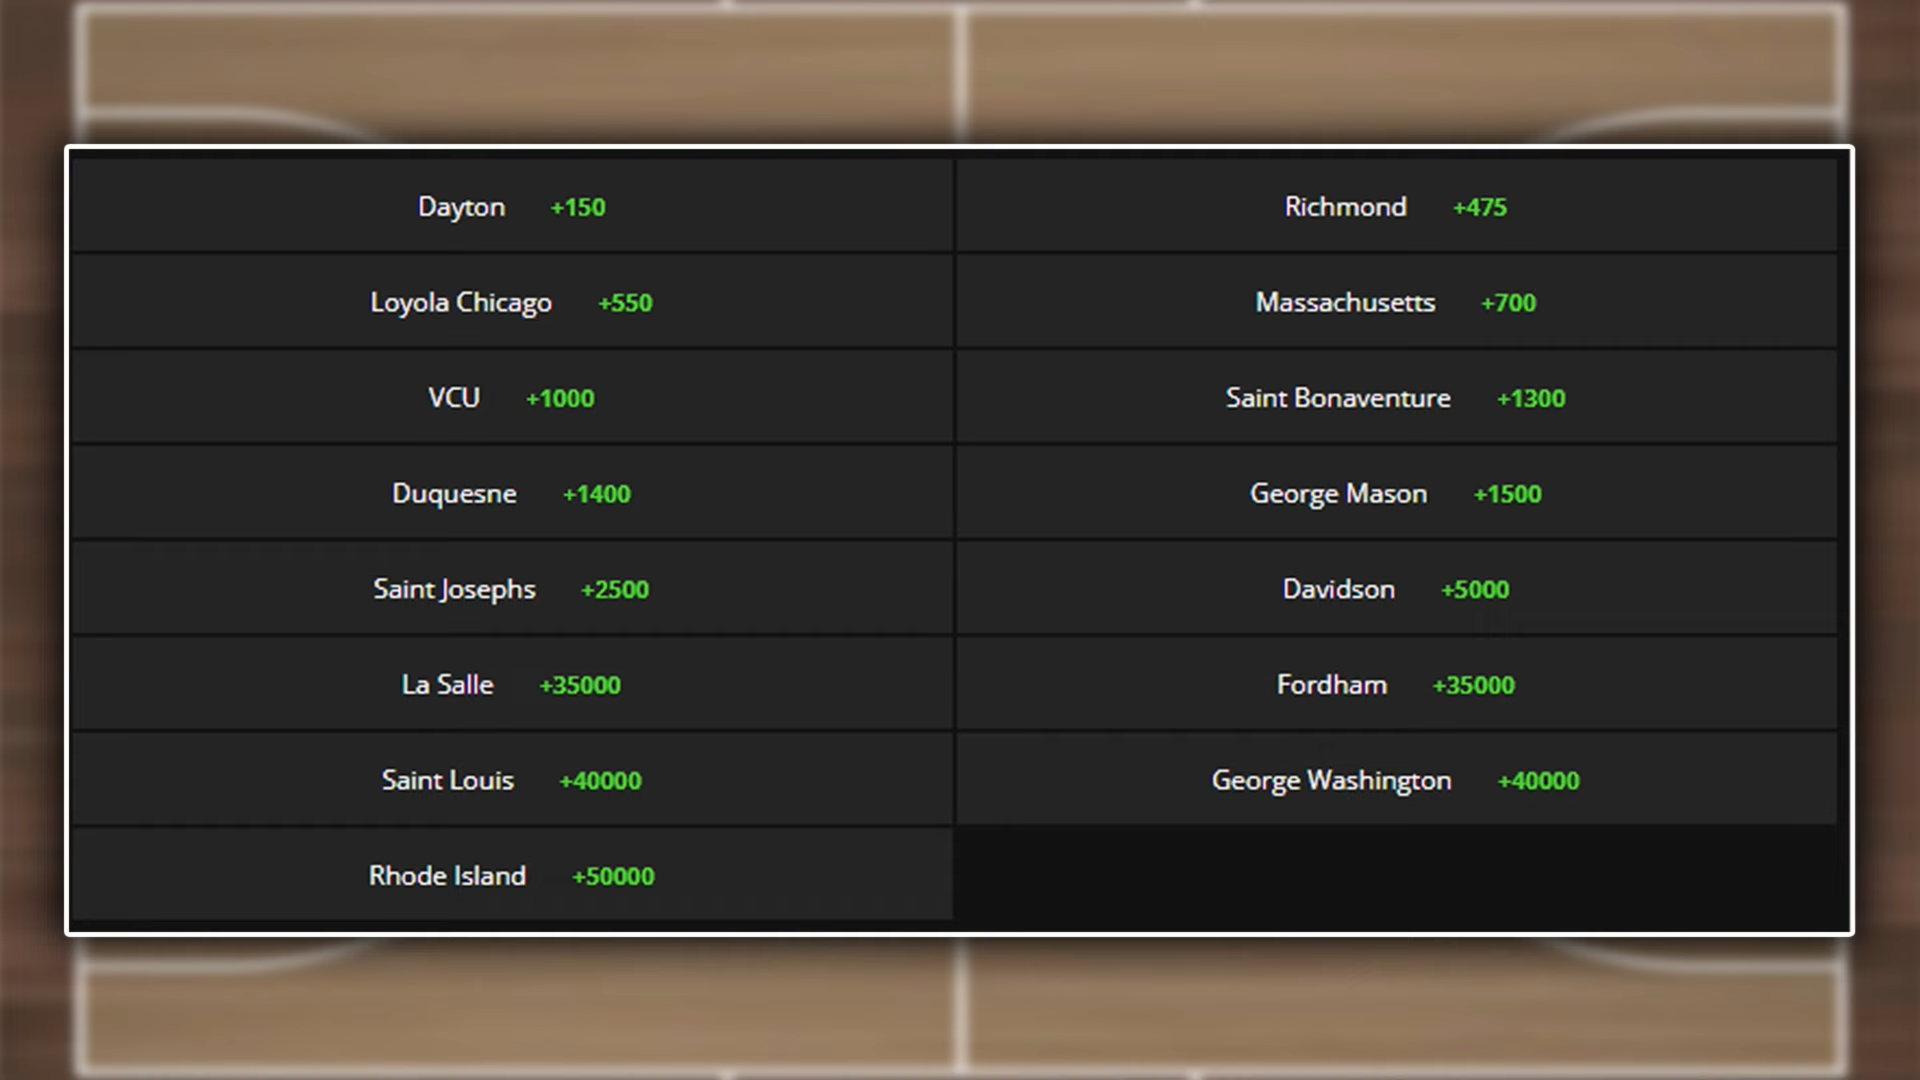 Dayton +150 Richmond +475
Loyola Chicago +550 Massachusetts +700
VCU +1000 Saint Bonaventure +1300
Duquesne +1400 George Mason +1500
Saint Josephs +2500 Davidson +5000
La Salle +35000 Fordham +35000
Saint Louis +40000 George Washington +40000
Rhode Island +50000